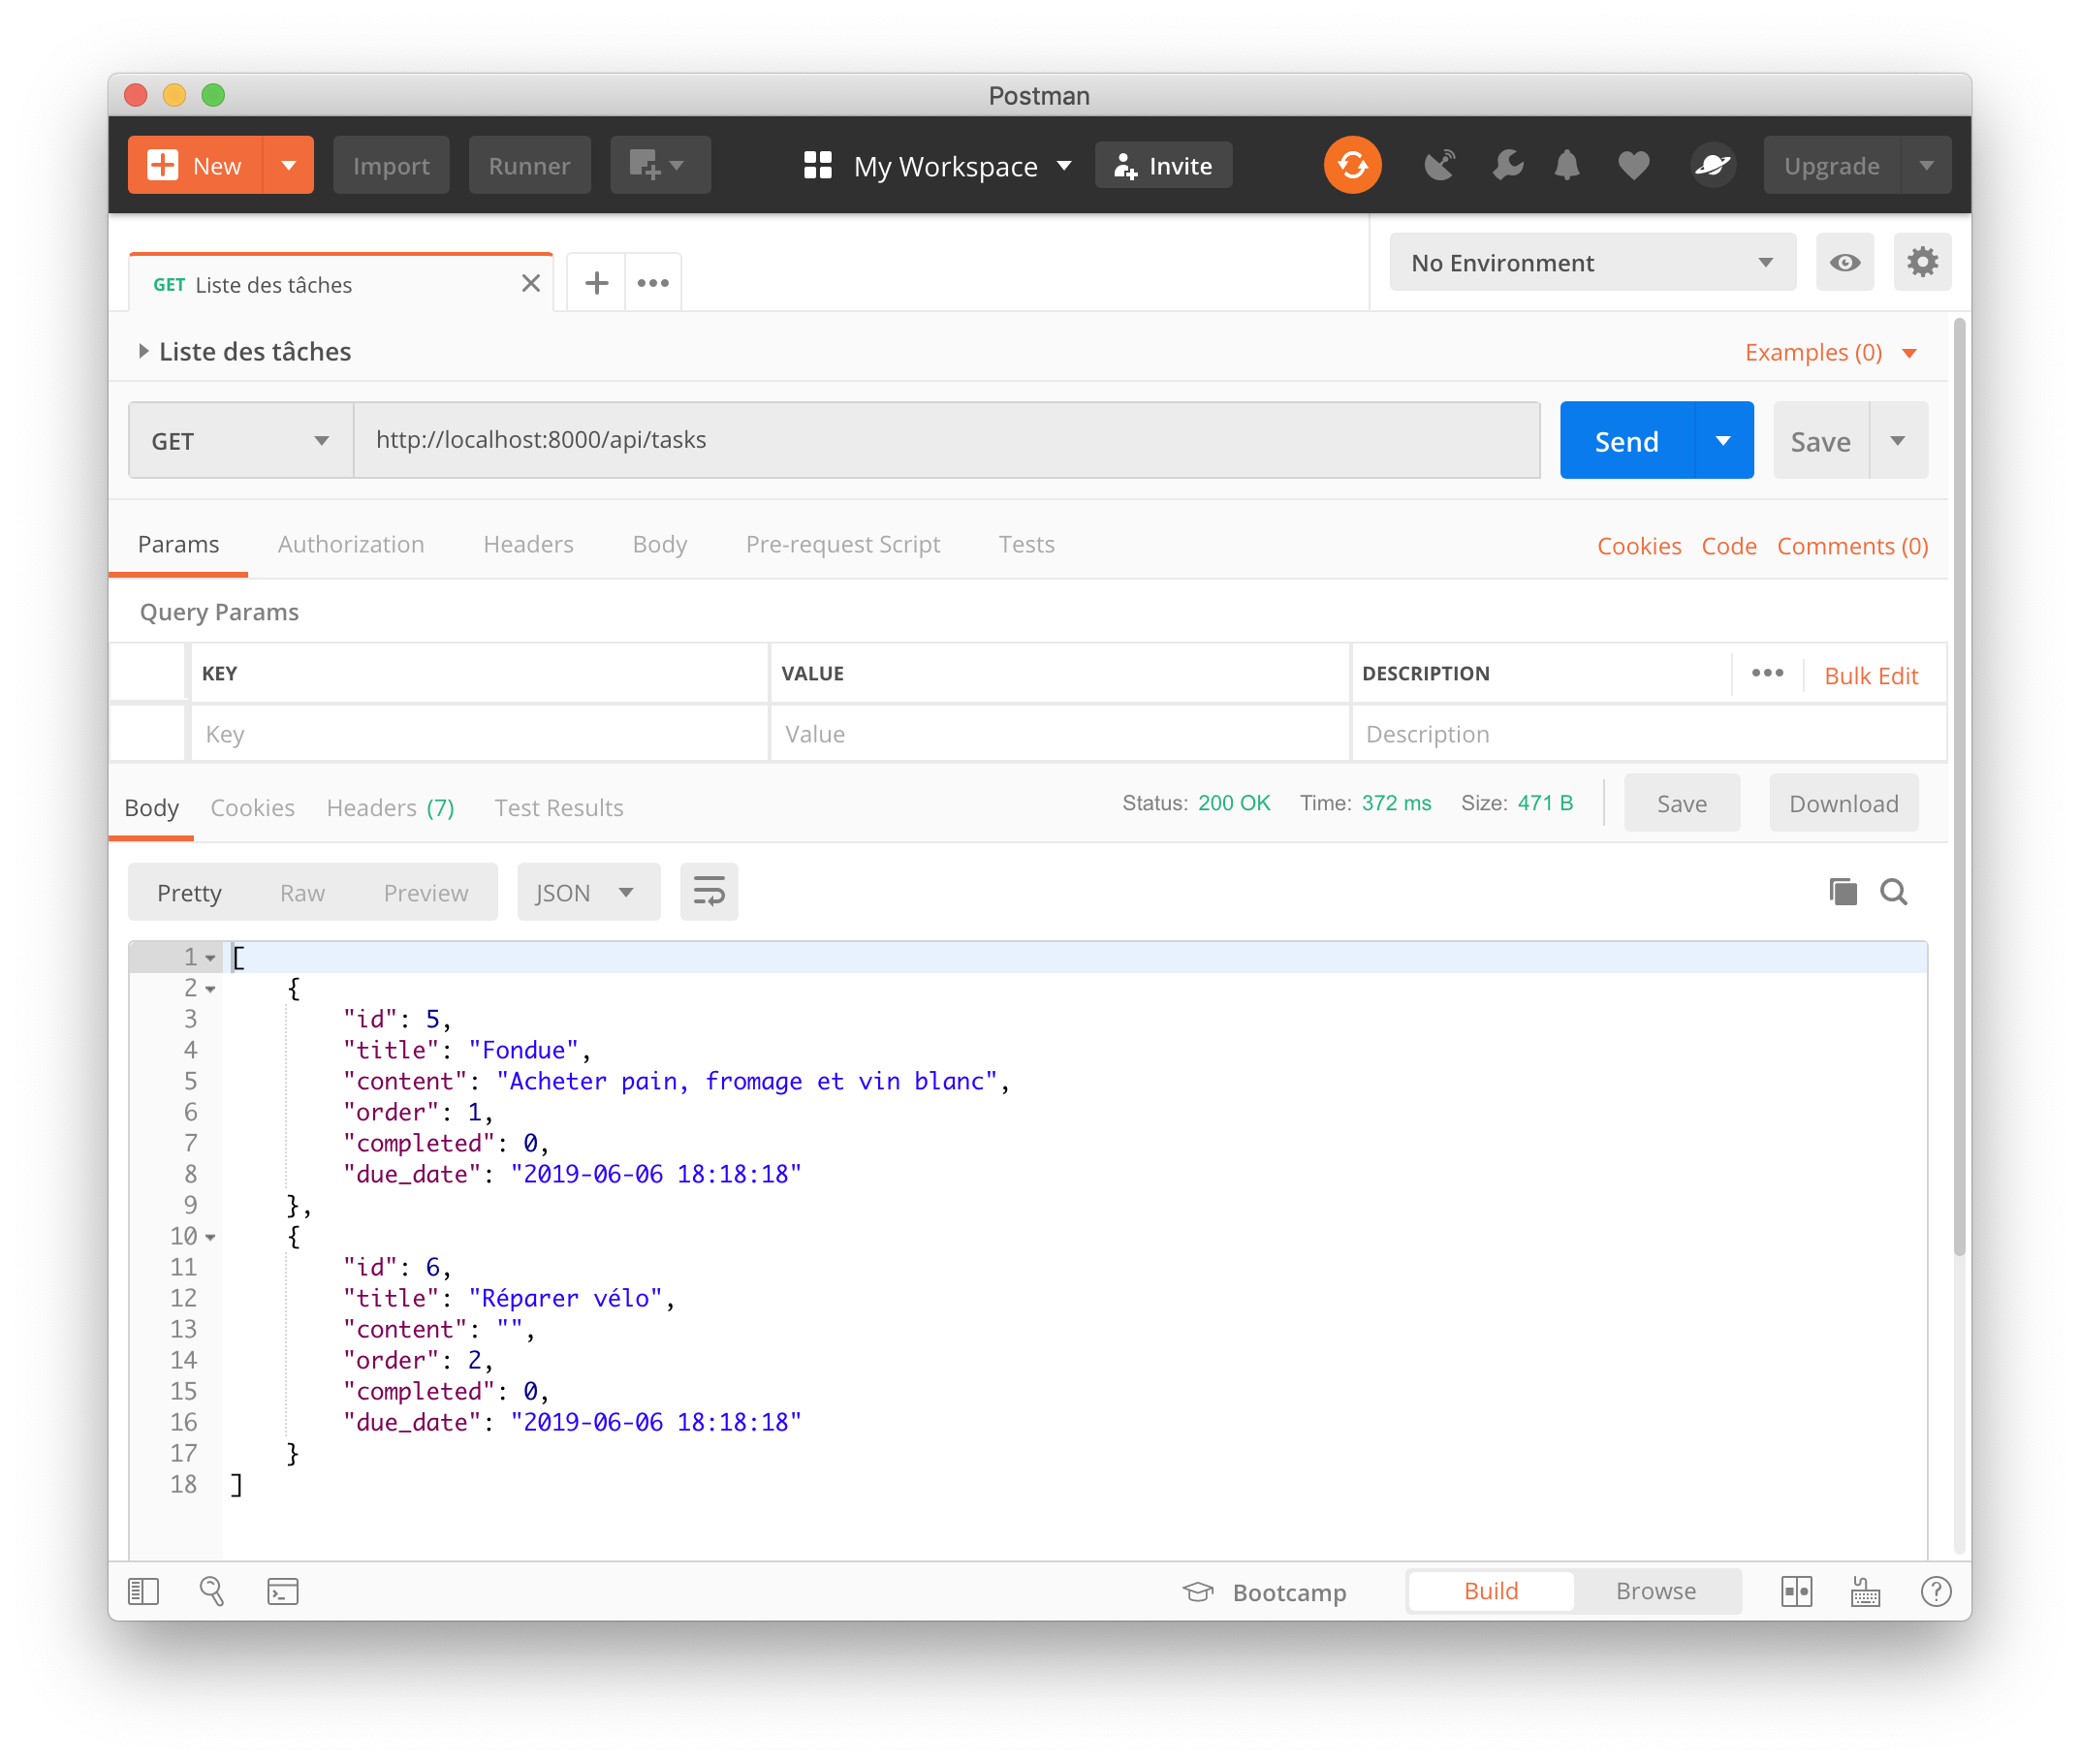 Postman
New Import Runner My Workspace Invite Upgrade
GET Liste des tâches No Environment
Liste des tâches Examples (0)
GET http://localhost:8000/api/tasks Send Save
Params Authorization Headers Body Pre-request Script Tests Cookies Code Comments (0)
Query Params
KEY VALUE DESCRIPTION Bulk Edit
Key Value Description
Body Cookies Headers (7) Test Results Status: 200 OK Time: 372 ms Size: 471 B Save Download
Pretty Raw Preview JSON
1 [
2 {
3 "id": 5,
4 "title": "Fondue",
5 "content": "Acheter pain, fromage et vin blanc",
6 "order": 1,
7 "completed": 0,
8 "due_date": "2019-06-06 18:18:18"
9 },
10 {
11 "id": 6,
12 "title": "Réparer vélo",
13 "content": "",
14 "order": 2,
15 "completed": 0,
16 "due_date": "2019-06-06 18:18:18"
17 }
18 ]
Bootcamp Build Browse